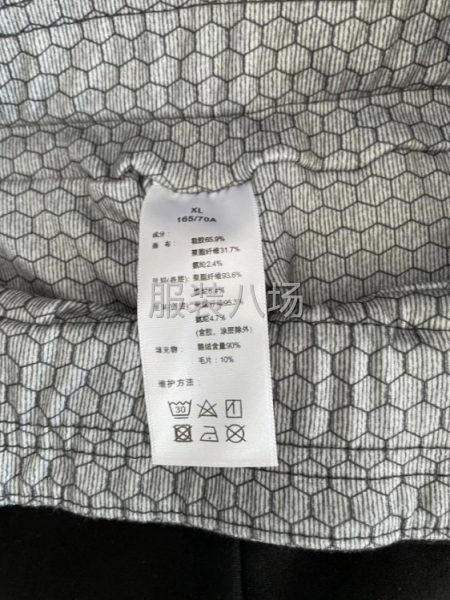 XL
165/70A
成分:
面 布: 粘胶65.9%
聚酯纤维31.7%
氨纶2.4%
聚酯纤维93.6%
氨纶4.7%
(含胶、涂层除外)
填充物: 鹅绒含量90%
毛片: 10%
维护方法:
30
服装八场